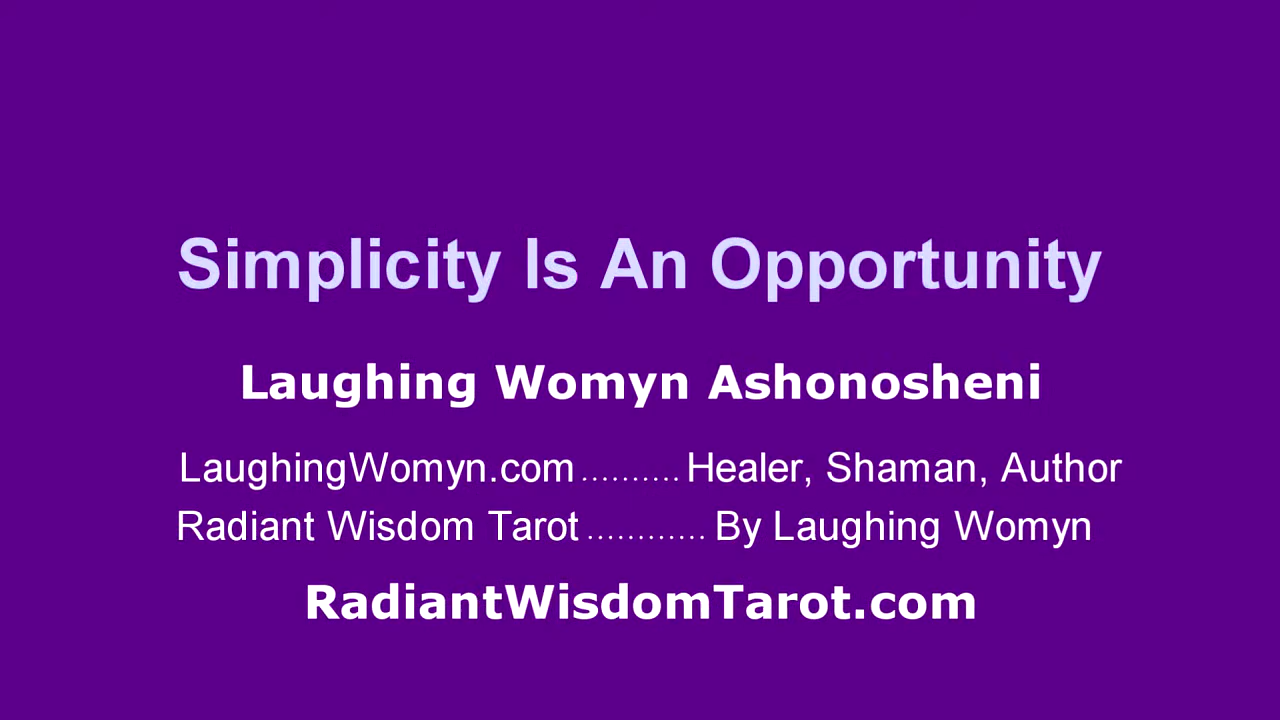 Simplicity Is An Opportunity
Laughing Womyn Ashonosheni
LaughingWomyn.com .......... Healer, Shaman, Author
Radiant Wisdom Tarot ............ By Laughing Womyn
RadiantWisdomTarot.com